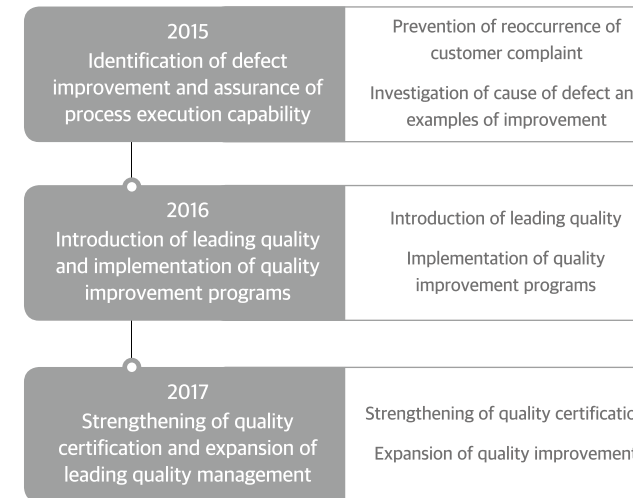 2015
Identification of defect
improvement and assurance of
process execution capability
Prevention of reoccurrence of
customer complaint
Investigation of cause of defect an
examples of improvement
2016
Introduction of leading quality
and implementation of quality
improvement programs
Introduction of leading quality
Implementation of quality
improvement programs
2017
Strengthening of quality
certification and expansion of
leading quality management
Strengthening of quality certificatio
Expansion of quality improvement